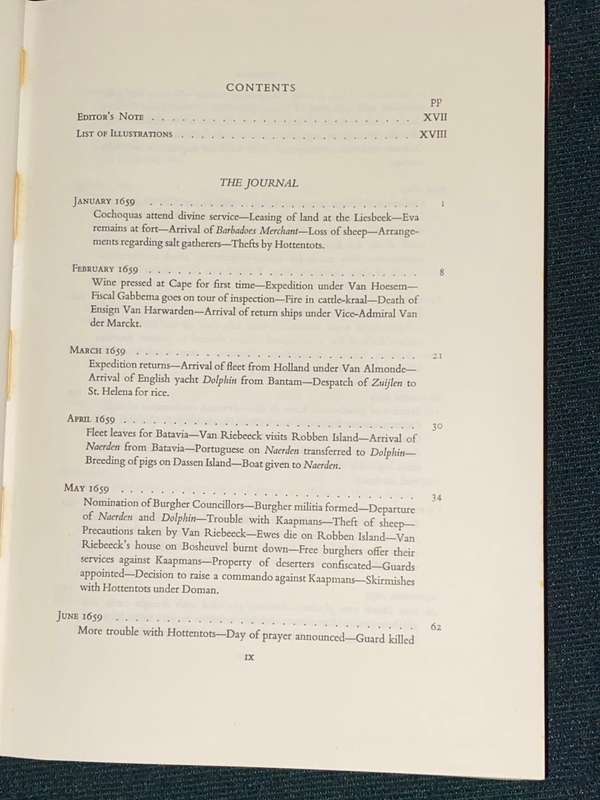 CONTENTS
PP
Editor's Note . . . . . . . . . . . . . . . . . . . . . . . . XVII
List of Illustrations . . . . . . . . . . . . . . . . . . . . . XVIII
THE JOURNAL
January 1659 . . . . . . . . . . . . . . . . . . . . . . . . 1
Cochoquas attend divine service—Leasing of land at the Liesbeek—Eva
remains at fort—Arrival of Barbadoes Merchant—Loss of sheep—Arrange-
ments regarding salt gatherers—Thefts by Hottentots.
February 1659 . . . . . . . . . . . . . . . . . . . . . . . . 8
Wine pressed at Cape for first time—Expedition under Van Hoesem—
Fiscal Gabbema goes on tour of inspection—Fire in cattle-kraal—Death of
Ensign Van Harwarden—Arrival of return ships under Vice-Admiral Van
der Marckt.
March 1659 . . . . . . . . . . . . . . . . . . . . . . . . 21
Expedition returns—Arrival of fleet from Holland under Van Almonde—
Arrival of English yacht Dolphin from Bantam—Despatch of Zuijlen to
St. Helena for rice.
April 1659 . . . . . . . . . . . . . . . . . . . . . . . . 30
Fleet leaves for Batavia—Van Riebeeck visits Robben Island—Arrival of
Naerden from Batavia—Portuguese on Naerden transferred to Dolphin—
Breeding of pigs on Dassen Island—Boat given to Naerden.
May 1659 . . . . . . . . . . . . . . . . . . . . . . . . 34
Nomination of Burgher Councillors—Burgher militia formed—Departure
of Naerden and Dolphin—Trouble with Kaapmans—Theft of sheep—
Precautions taken by Van Riebeeck—Ewes die on Robben Island—Van
Riebeeck's house on Bosheuvel burnt down—Free burghers offer their
services against Kaapmans—Property of deserters confiscated—Guards
appointed—Decision to raise a commando against Kaapmans—Skirmishes
with Hottentots under Doman.
June 1659 . . . . . . . . . . . . . . . . . . . . . . . . 62
More trouble with Hottentots—Day of prayer announced—Guard killed
IX